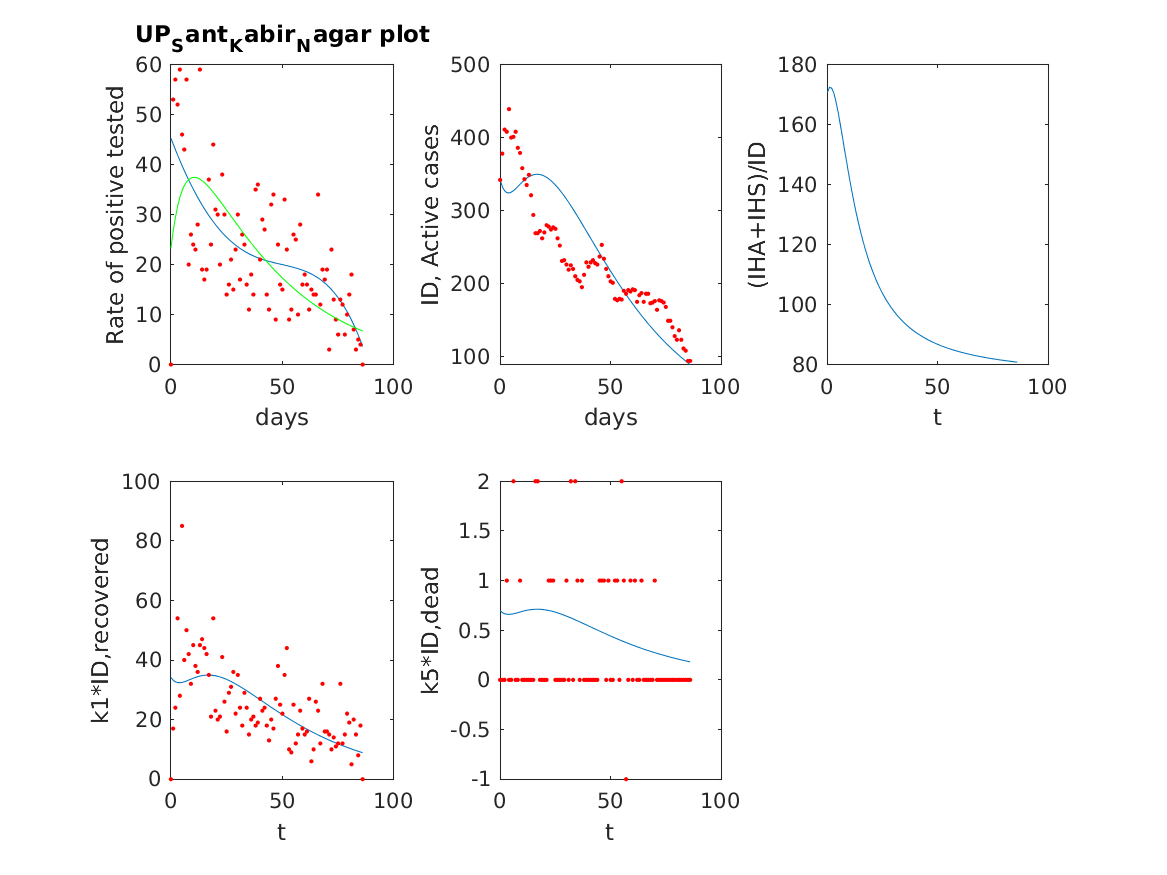 UPSantKabirNagar plot
Rate of positive tested
60
50
40
30
20
10
0
0 50 100
days
ID, Active cases
500
400
300
200
100
0 50 100
days
(IHA+IHS)/ID
180
160
140
120
100
80
0 50 100
t
k1*ID,recovered
100
80
60
40
20
0
0 50 100
t
k5*ID,dead
2
1.5
1
0.5
0
-0.5
-1
0 50 100
t